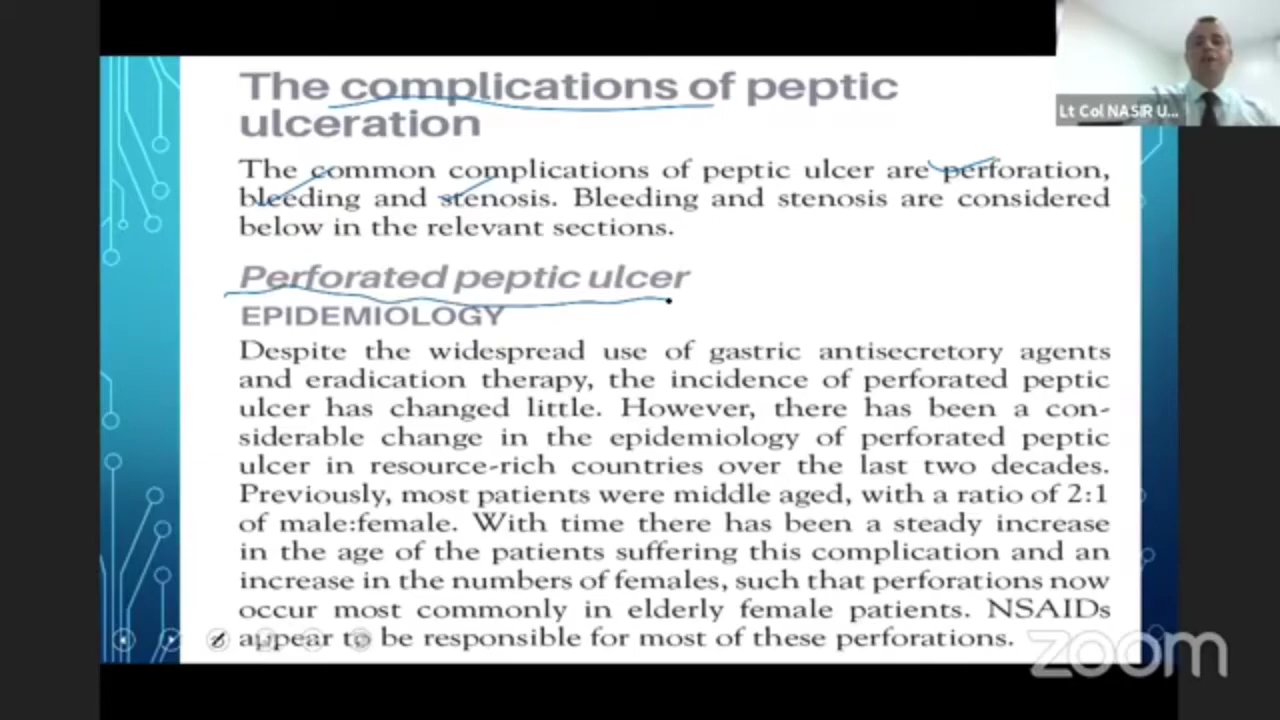 The complications of peptic
ulceration
Lt Col NASIR U...
The common complications of peptic ulcer are perforation,
bleeding and stenosis. Bleeding and stenosis are considered
below in the relevant sections.
Perforated peptic ulcer
EPIDEMIOLOGY
Despite the widespread use of gastric antisecretory agents
and eradication therapy, the incidence of perforated peptic
ulcer has changed little. However, there has been a con-
siderable change in the epidemiology of perforated peptic
ulcer in resource-rich countries over the last two decades.
Previously, most patients were middle aged, with a ratio of 2:1
of male:female. With time there has been a steady increase
in the age of the patients suffering this complication and an
increase in the numbers of females, such that perforations now
occur most commonly in elderly female patients. NSAIDs
appear to be responsible for most of these perforations.
zoom